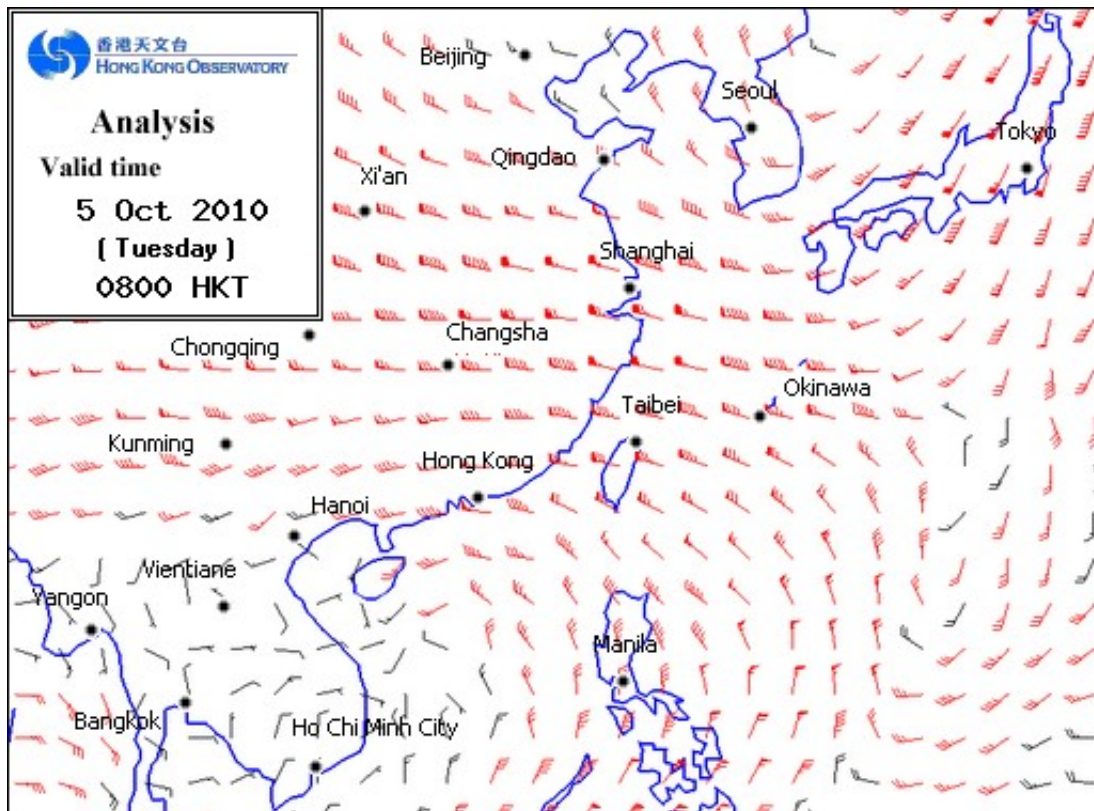 香港天文台
HONG KONG OBSERVATORY
Analysis
Valid time
5 Oct 2010
( Tuesday )
0800 HKT
Beijing
Seoul
Tokyo
Qingdao
Xi'an
Shanghai
Chongqing
Changsha
Okinawa
Taibei
Kunming
Hong Kong
Hanoi
Vientiane
Yangon
Manila
Bangkok
Ho Chi Minh City